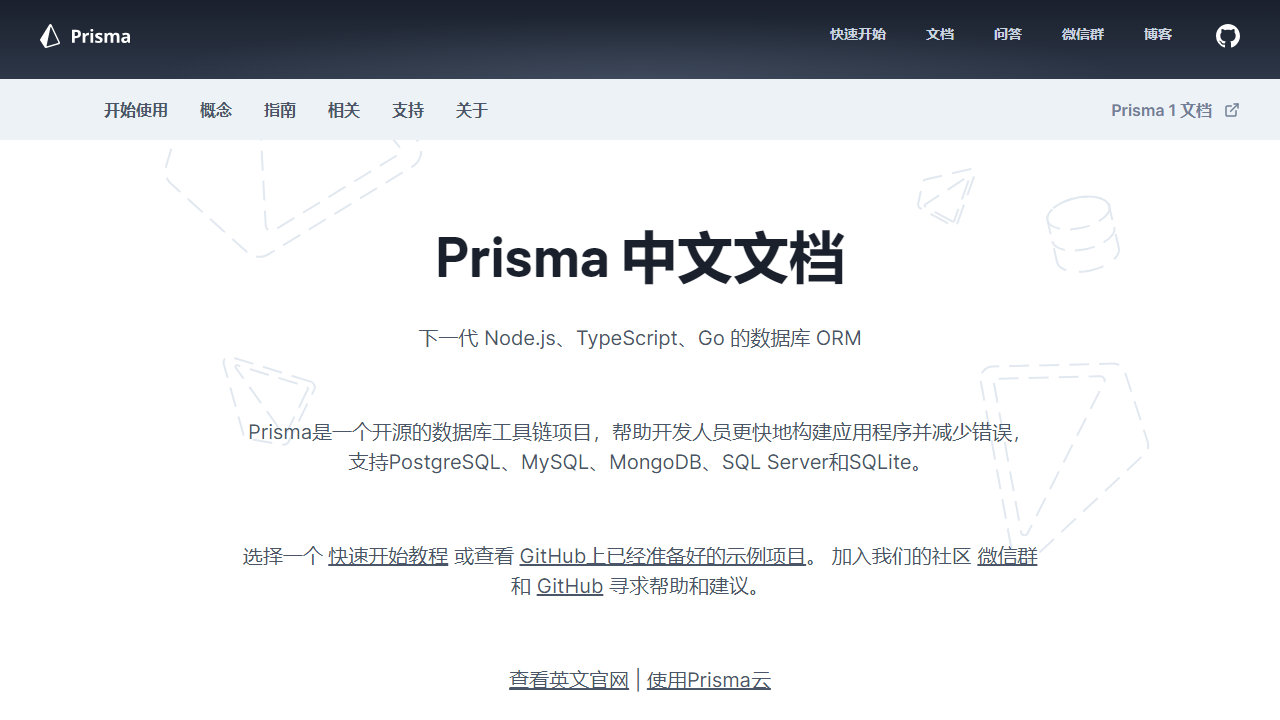 Prisma 快速开始 文档 问答 微信群 博客
开始使用 概念 指南 相关 支持 关于 Prisma 1 文档
Prisma 中文文档
下一代 Node.js、TypeScript、Go 的数据库 ORM
Prisma是一个开源的数据库工具链项目，帮助开发人员更快地构建应用程序并减少错误，
支持PostgreSQL、MySQL、MongoDB、SQL Server和SQLite。
选择一个 快速开始教程 或查看 GitHub上已经准备好的示例项目。 加入我们的社区 微信群
和 GitHub 寻求帮助和建议。
查看英文官网 | 使用Prisma云